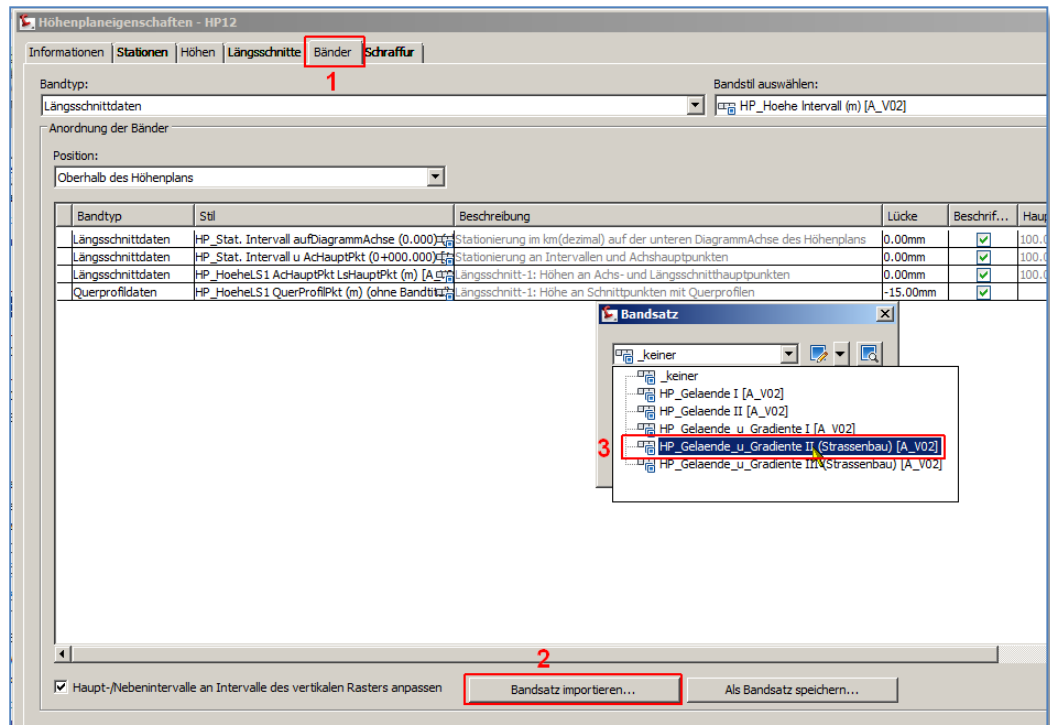 Höhenplaneigenschaften - HP12
Informationen Stationen Höhen Längsschnitte Bänder Schraffur
1
Bandtyp: Bandstil auswählen:
Längsschnittdaten HP_Hoehe Intervall (m) [A_V02]
Anordnung der Bänder
Position:
Oberhalb des Höhenplans
Bandtyp Stil Beschreibung Lücke Beschrif... Haup
Längsschnittdaten HP_Stat. Intervall aufDiagrammAchse (0.000) Stationierung im km(dezimal) auf der unteren DiagrammAchse des Höhenplans 0.00mm 100.0
Längsschnittdaten HP_Stat. Intervall u AcHauptPkt (0+000.000) Stationierung an Intervallen und Achshauptpunkten 0.00mm 100.0
Längsschnittdaten HP_HoeheLS1 AcHauptPkt LsHauptPkt (m) [A_ Längsschnitt-1: Höhen an Achs- und Längsschnitthauptpunkten 0.00mm 100.0
Querprofildaten HP_HoeheLS1 QuerProfilPkt (m) (ohne Bandtit Längsschnitt-1: Höhe an Schnittpunkten mit Querprofilen -15.00mm
Bandsatz
_keiner
_keiner
HP_Gelaende I [A_V02]
HP_Gelaende II [A_V02]
HP_Gelaende_u_Gradiente I [A_V02]
3 HP_Gelaende_u_Gradiente II (Strassenbau) [A_V02]
HP_Gelaende_u_Gradiente III (Strassenbau) [A_V02]
2
Haupt-/Nebenintervalle an Intervalle des vertikalen Rasters anpassen Bandsatz importieren... Als Bandsatz speichern...